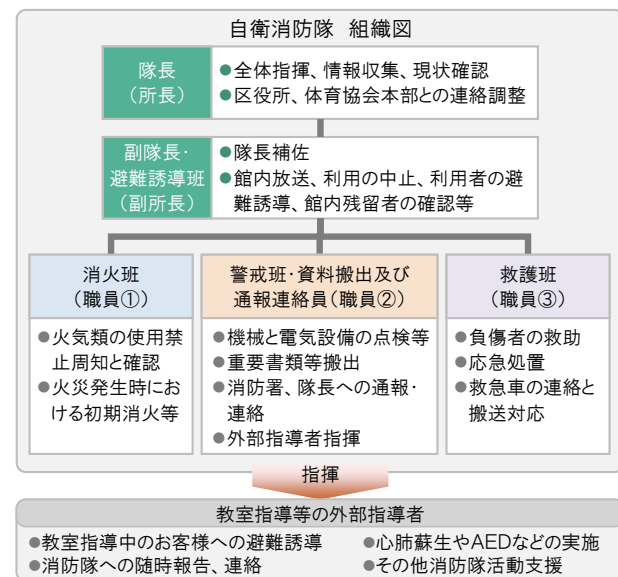 自衛消防隊 組織図
隊長
（所長）
●全体指揮、情報収集、現状確認
●区役所、体育協会本部との連絡調整
副隊長・
避難誘導班
（副所長）
●隊長補佐
●館内放送、利用の中止、利用者の避
難誘導、館内残留者の確認等
消火班
（職員①）
●火気類の使用禁
止周知と確認
●火災発生時にお
ける初期消火等
警戒班・資料搬出及び
通報連絡員（職員②）
●機械と電気設備の点検等
●重要書類等搬出
●消防署、隊長への通報・
連絡
●外部指導者指揮
救護班
（職員③）
●負傷者の救助
●応急処置
●救急車の連絡と
搬送対応
指揮
教室指導等の外部指導者
●教室指導中のお客様への避難誘導
●消防隊への随時報告、連絡
●心肺蘇生やAEDなどの実施
●その他消防隊活動支援